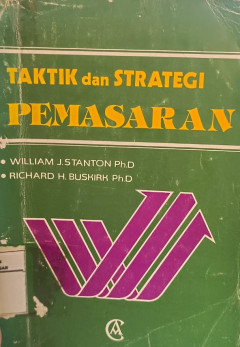 TAKTIK dan STRATEGI
PEMASARAN
• WILLIAM J. STANTON Ph.D
• RICHARD H. BUSKIRK Ph.D